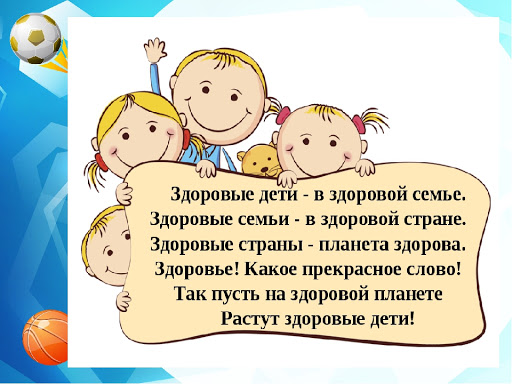 Здоровые дети - в здоровой семье.
Здоровые семьи - в здоровой стране.
Здоровые страны - планета здорова.
Здоровье! Какое прекрасное слово!
Так пусть на здоровой планете
Растут здоровые дети!